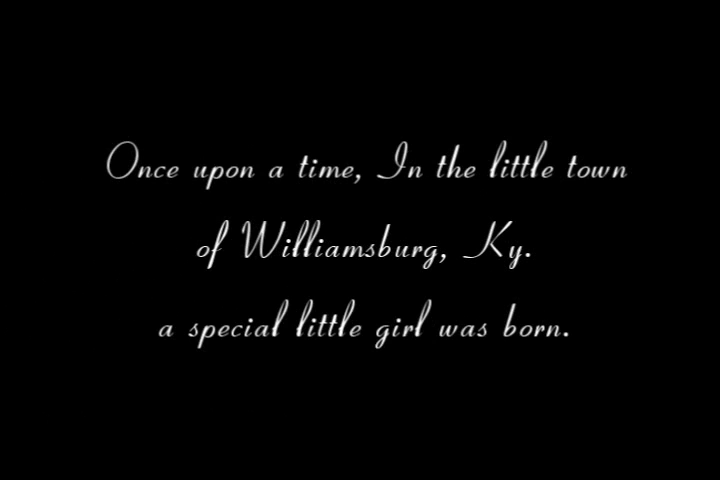 Once upon a time, In the little town
of Williamsburg, Ky.
a special little girl was born.